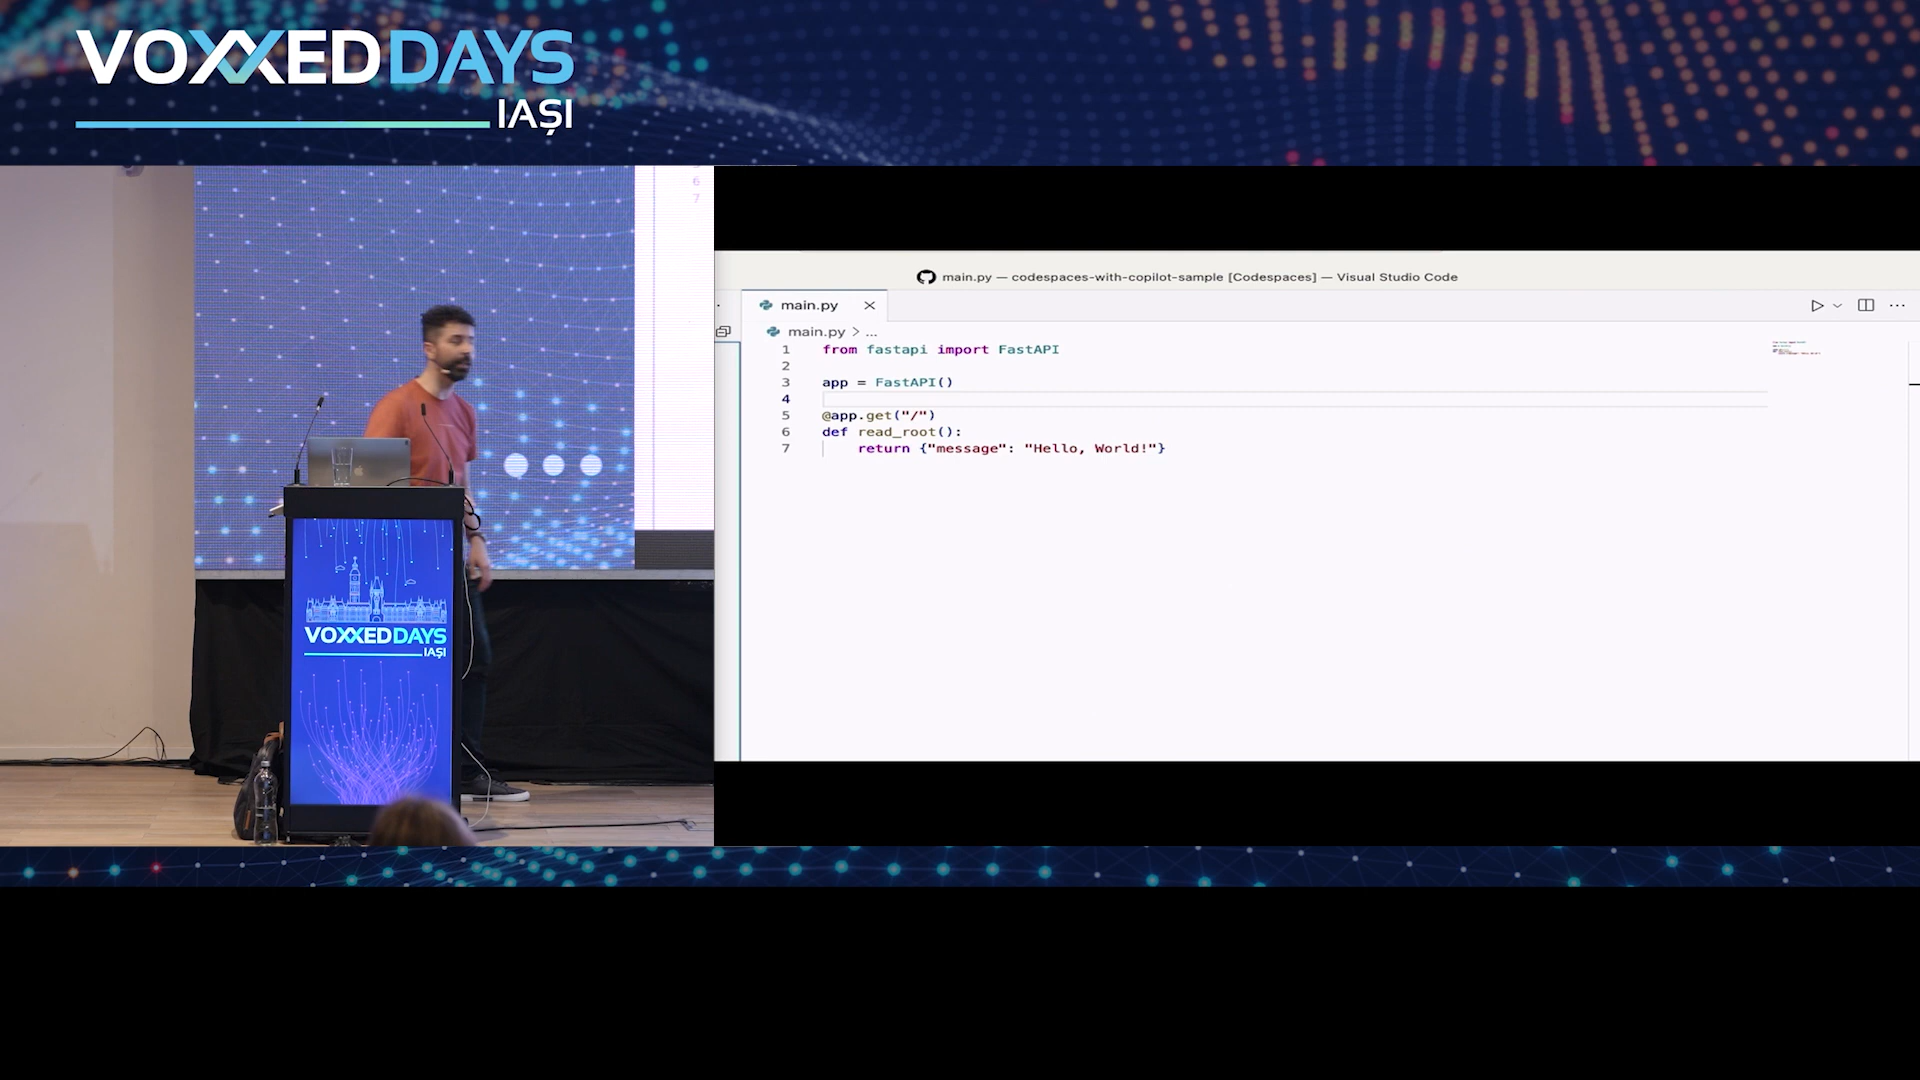 VOXXEDDAYS
IAȘI
6
7
VOXXEDDAYS
IAȘI
main.py — codespaces-with-copilot-sample [Codespaces] — Visual Studio Code
main.py
main.py > ...
1 from fastapi import FastAPI
2
3 app = FastAPI()
4
5 @app.get("/")
6 def read_root():
7 return {"message": "Hello, World!"}